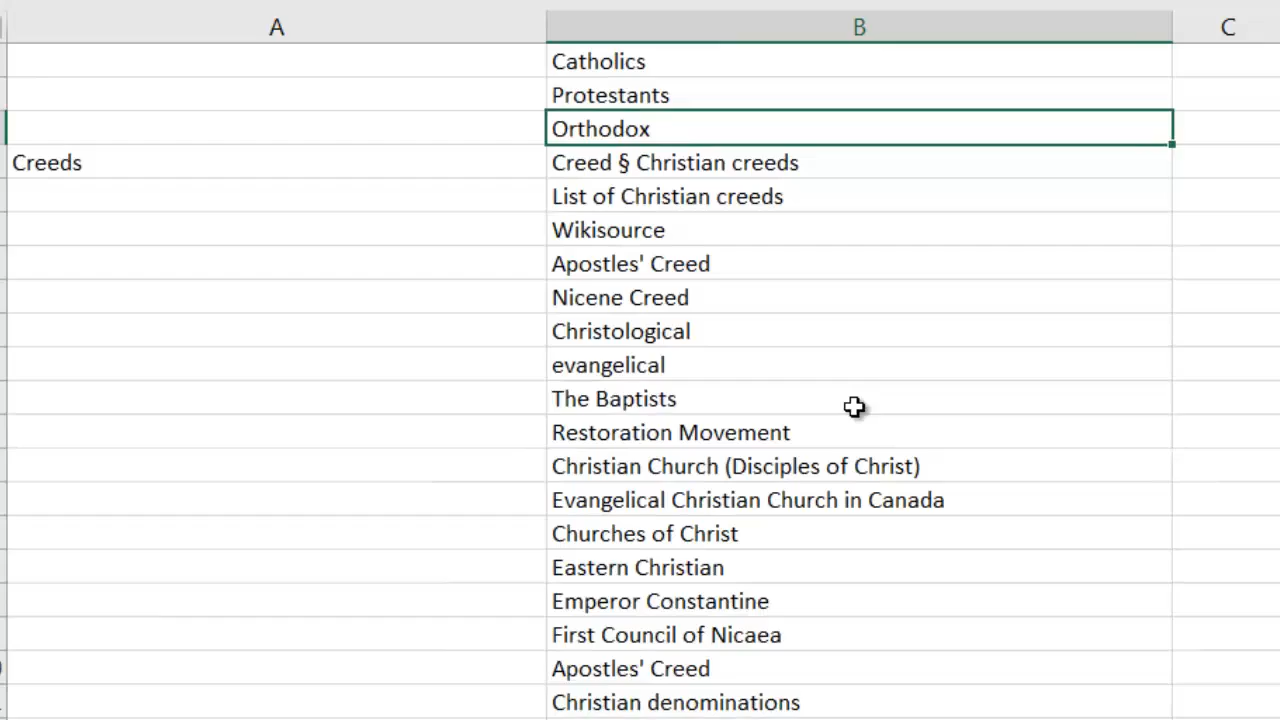 A B C
Catholics
Protestants
Orthodox
Creeds Creed § Christian creeds
List of Christian creeds
Wikisource
Apostles' Creed
Nicene Creed
Christological
evangelical
The Baptists
Restoration Movement
Christian Church (Disciples of Christ)
Evangelical Christian Church in Canada
Churches of Christ
Eastern Christian
Emperor Constantine
First Council of Nicaea
Apostles' Creed
Christian denominations